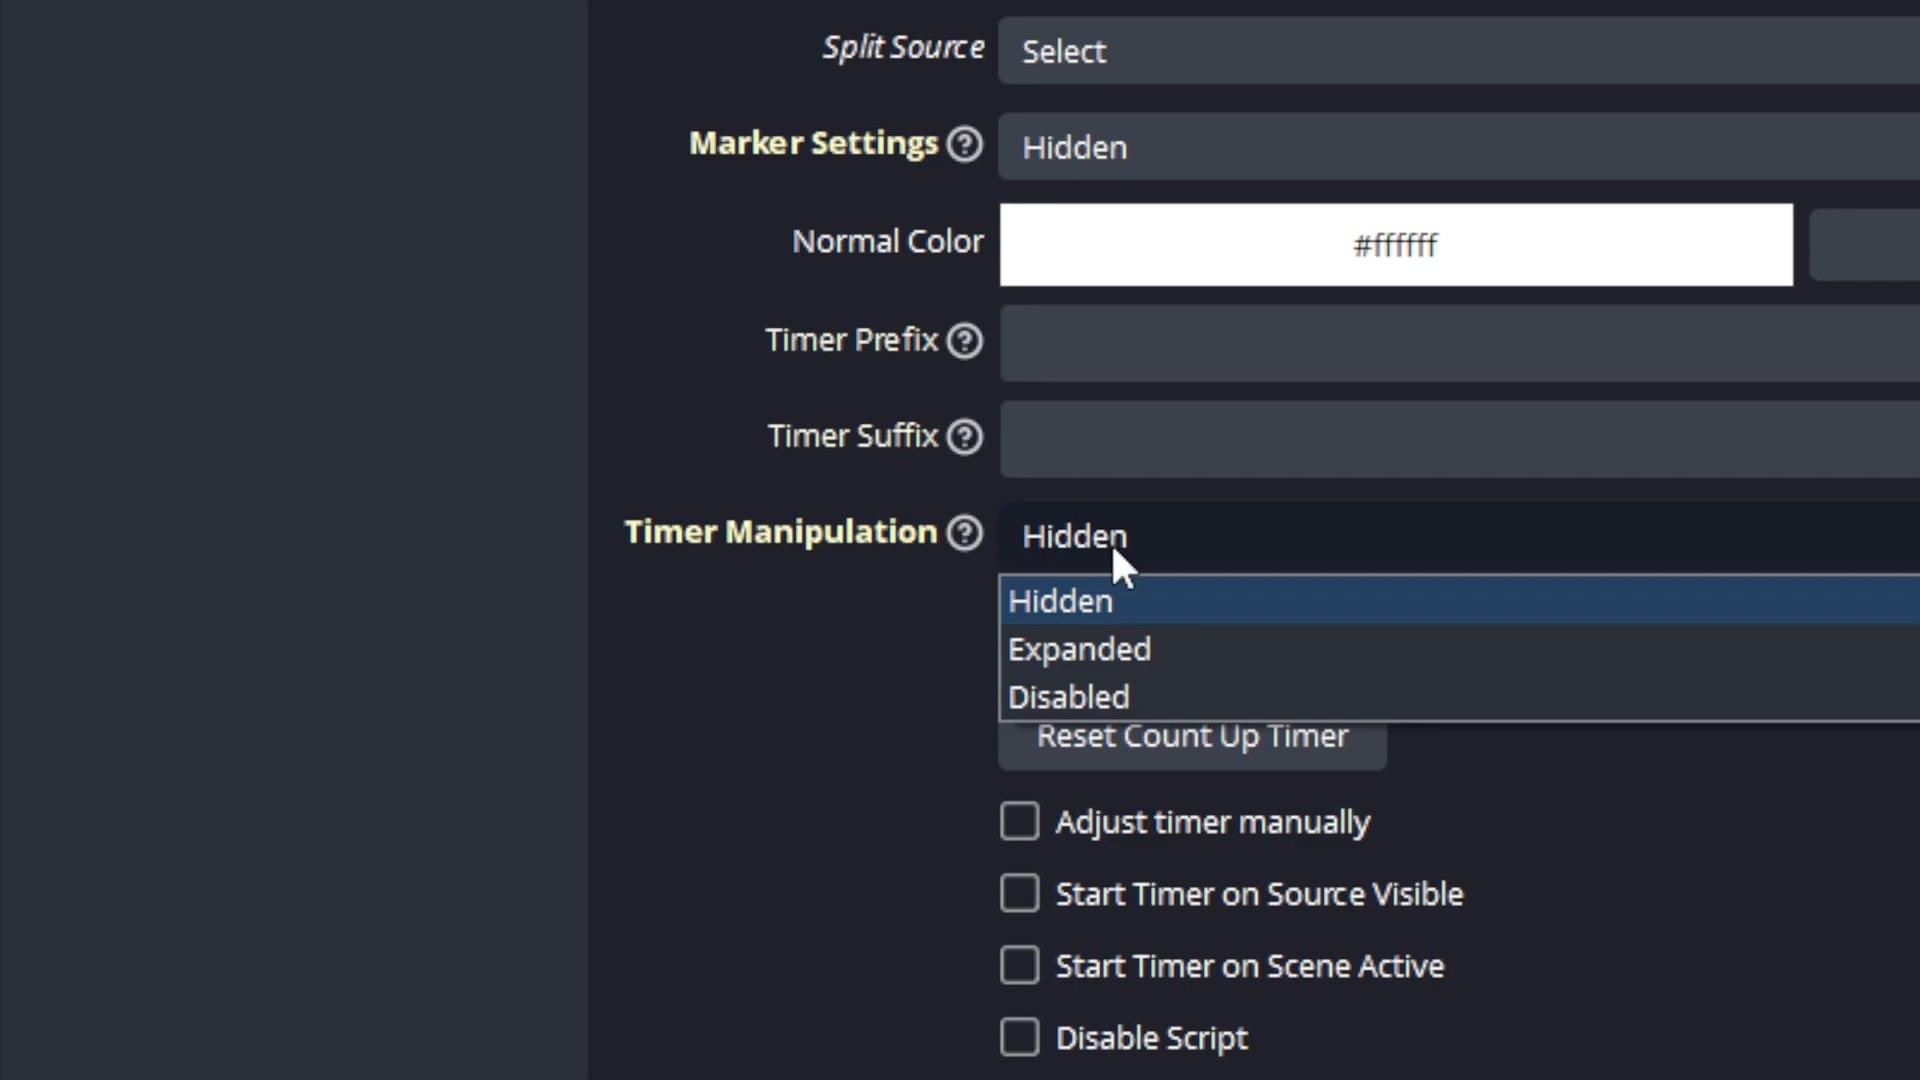 Split Source
Select
Marker Settings ?
Hidden
Normal Color
#ffffff
Timer Prefix ?
Timer Suffix ?
Timer Manipulation ?
Hidden
Hidden
Expanded
Disabled
Reset Count Up Timer
Adjust timer manually
Start Timer on Source Visible
Start Timer on Scene Active
Disable Script